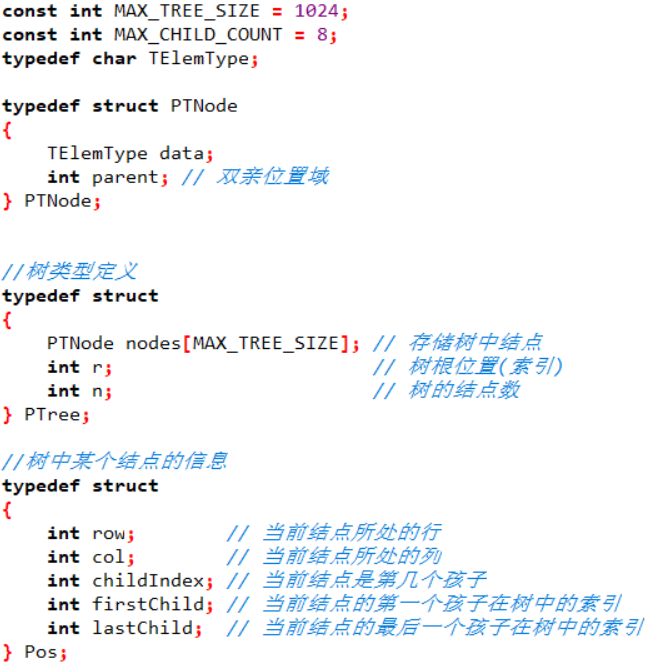 const int MAX_TREE_SIZE = 1024;
const int MAX_CHILD_COUNT = 8;
typedef char TElemType;
typedef struct PTNode
{
    TElemType data;
    int parent; // 双亲位置域
} PTNode;
//树类型定义
typedef struct
{
    PTNode nodes[MAX_TREE_SIZE]; // 存储树中结点
    int r;                       // 树根位置(索引)
    int n;                       // 树的结点数
} PTree;
//树中某个结点的信息
typedef struct
{
    int row;        // 当前结点所处的行
    int col;        // 当前结点所处的列
    int childIndex; // 当前结点是第几个孩子
    int firstChild; // 当前结点的第一个孩子在树中的索引
    int lastChild;  // 当前结点的最后一个孩子在树中的索引
} Pos;